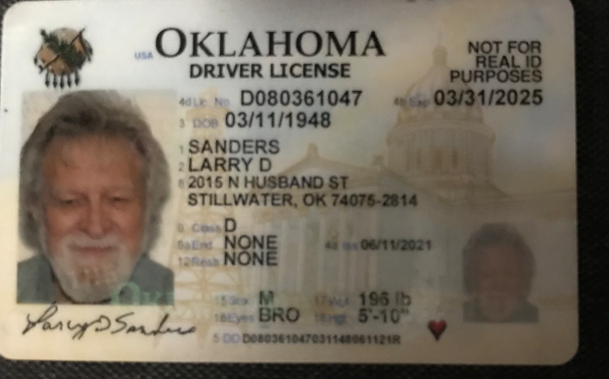 USA OKLAHOMA
DRIVER LICENSE
NOT FOR
REAL ID
PURPOSES
4d Lic. No. D080361047
4b Exp 03/31/2025
3 DOB 03/11/1948
1 SANDERS
2 LARRY D
8 2015 N HUSBAND ST
STILLWATER, OK 74075-2814
9 Class D
9a End NONE
4a Iss 06/11/2021
12 Restr NONE
15 Sex M 17 Wgt 196 lb
18 Eyes BRO 16 Hgt 5'-10"
Larry D Sanders
5 DD D080361047031148061121R